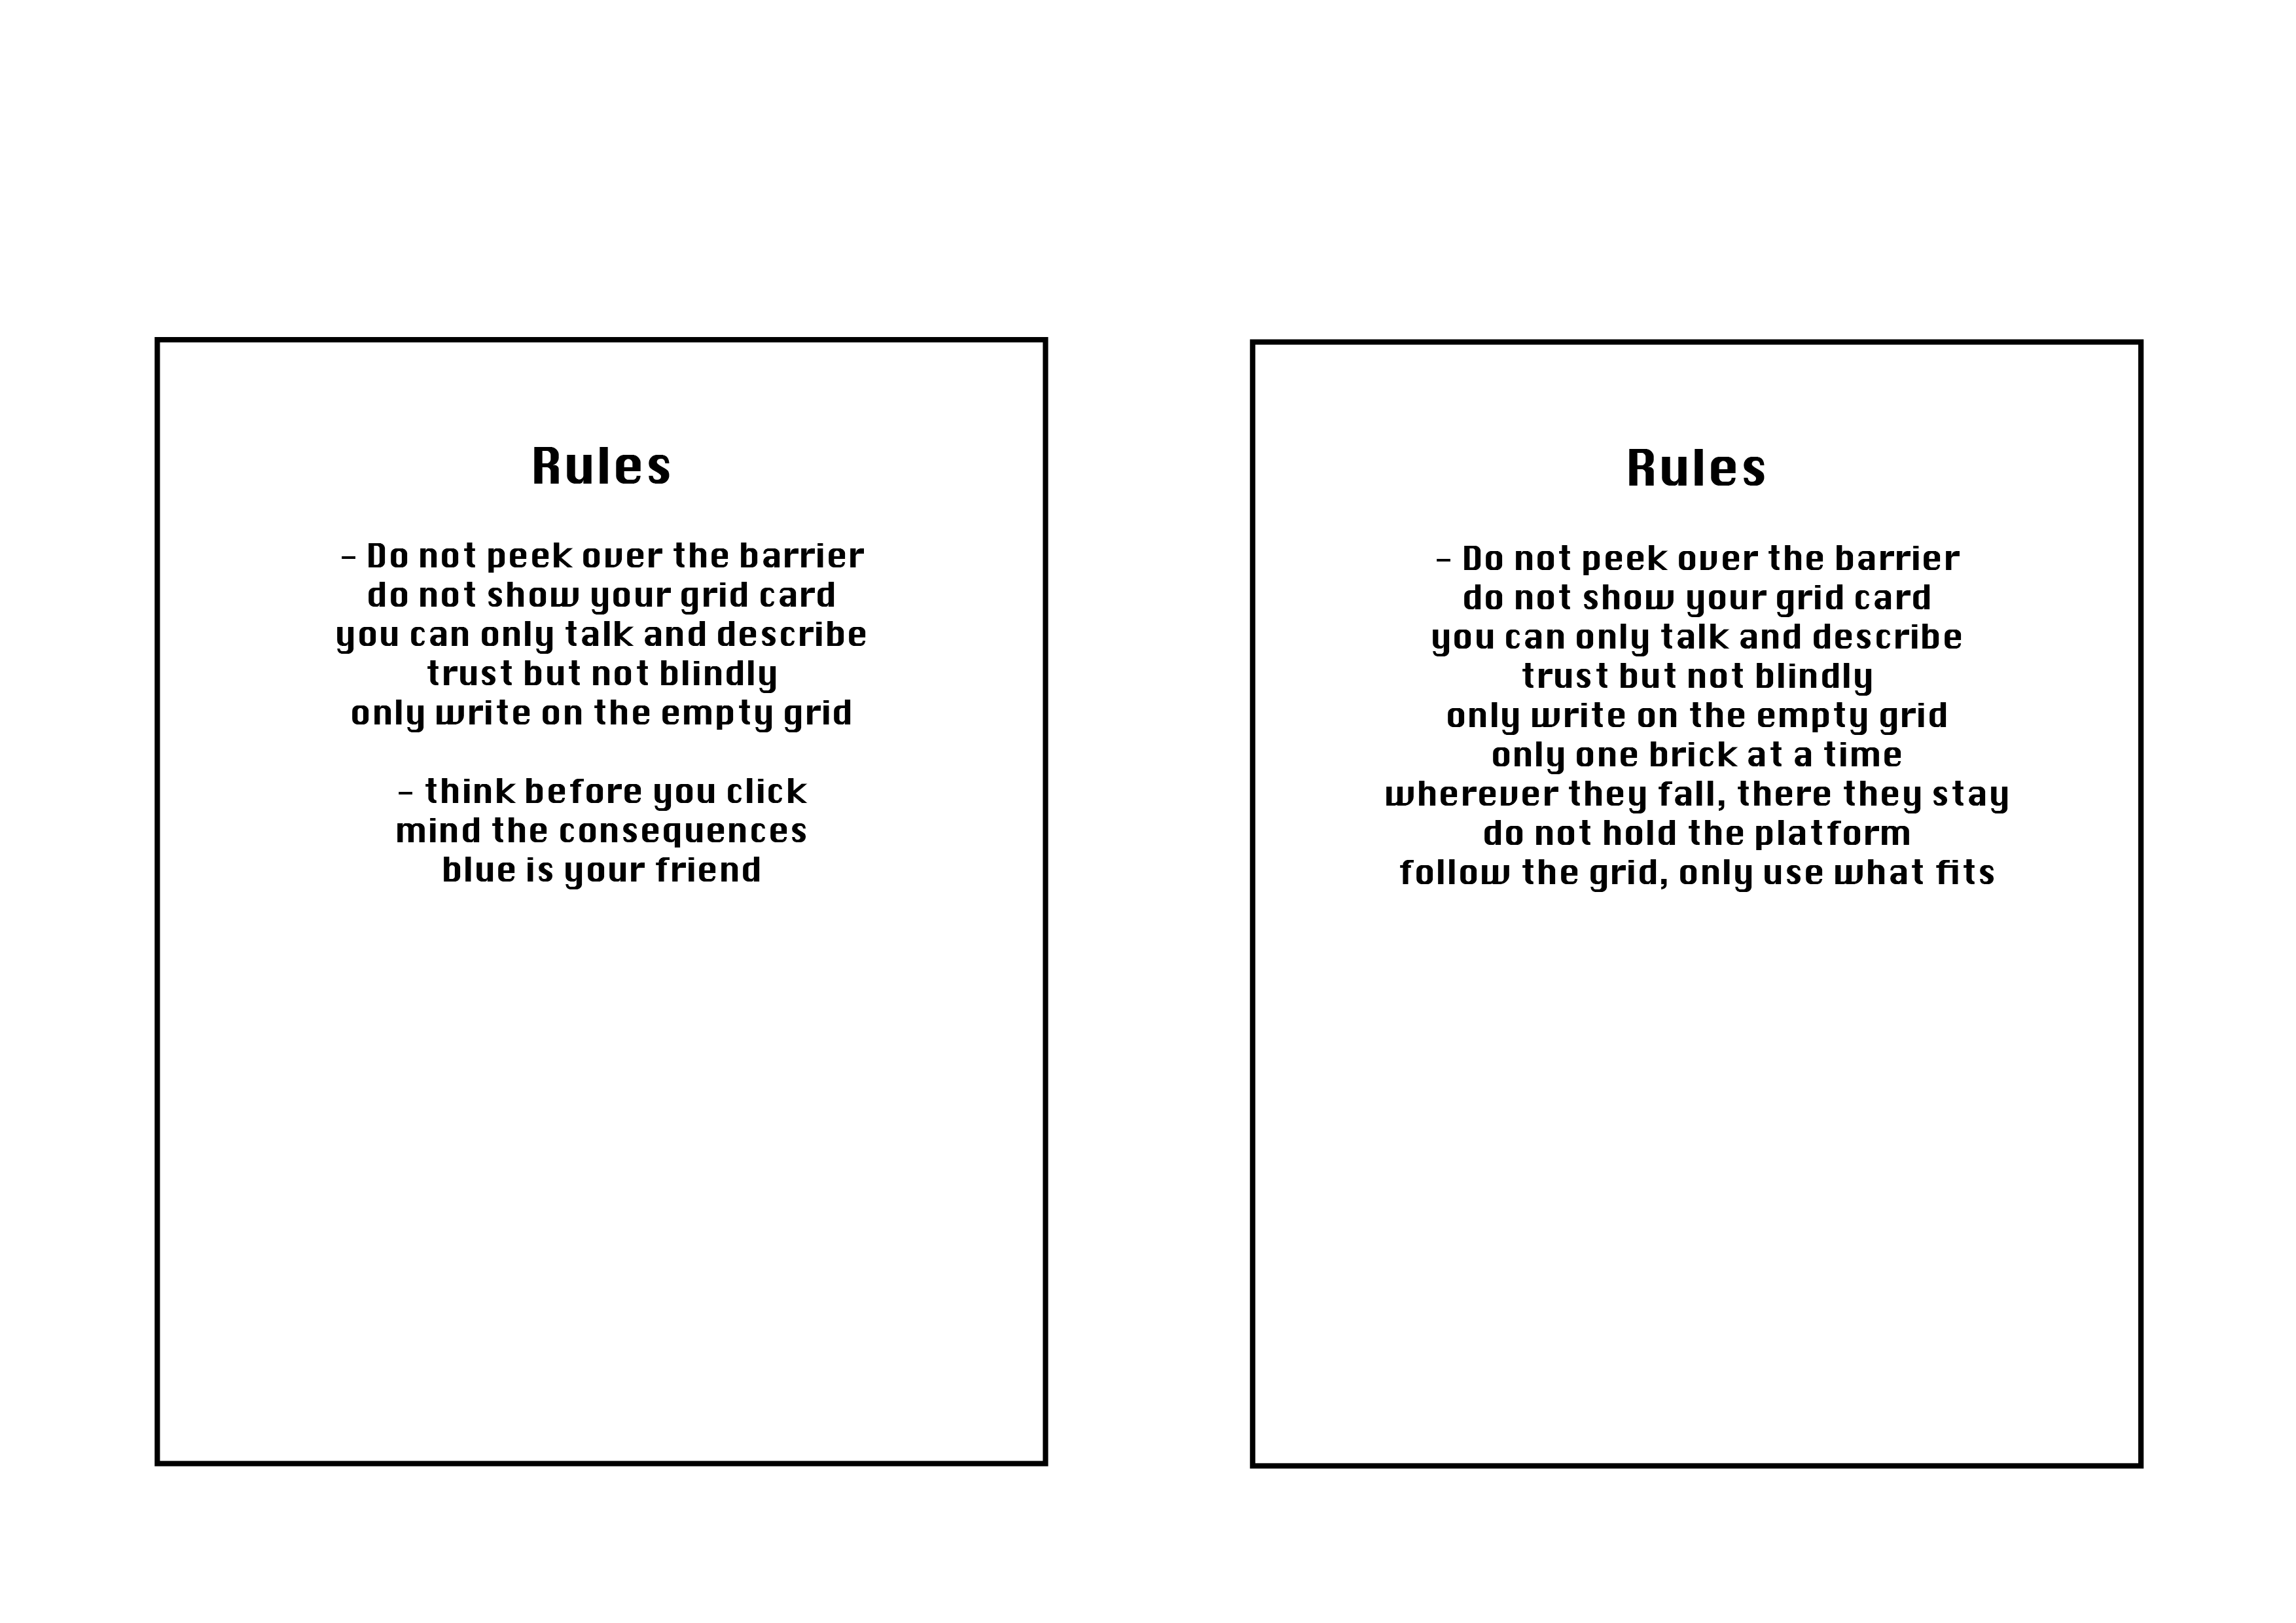 Rules
– Do not peek over the barrier
do not show your grid card
you can only talk and describe
trust but not blindly
only write on the empty grid
– think before you click
mind the consequences
blue is your friend
Rules
– Do not peek over the barrier
do not show your grid card
you can only talk and describe
trust but not blindly
only write on the empty grid
only one brick at a time
wherever they fall, there they stay
do not hold the platform
follow the grid, only use what fits